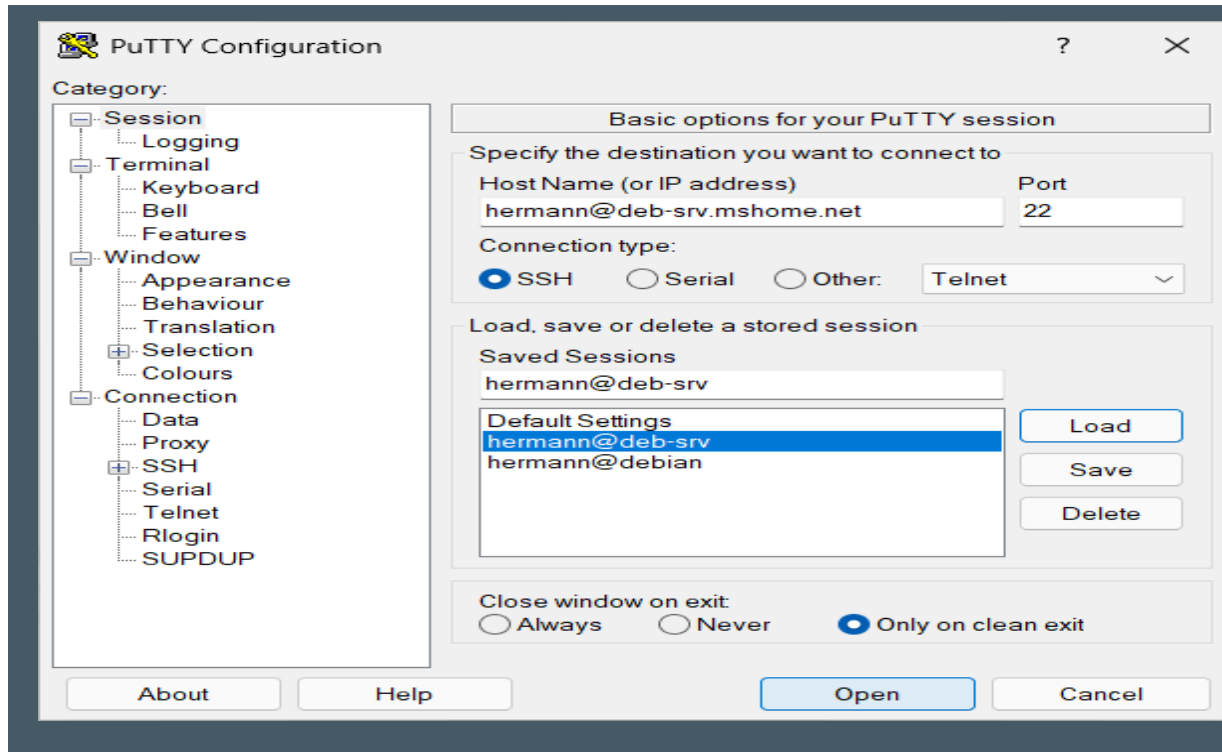 PuTTY Configuration
?
Category:
Session
Logging
Terminal
Keyboard
Bell
Features
Window
Appearance
Behaviour
Translation
Selection
Colours
Connection
Data
Proxy
SSH
Serial
Telnet
Rlogin
SUPDUP
Basic options for your PuTTY session
Specify the destination you want to connect to
Host Name (or IP address) Port
hermann@deb-srv.mshome.net 22
Connection type:
SSH Serial Other: Telnet
Load, save or delete a stored session
Saved Sessions
hermann@deb-srv
Default Settings
hermann@deb-srv
hermann@debian
Load
Save
Delete
Close window on exit:
Always Never Only on clean exit
About Help Open Cancel